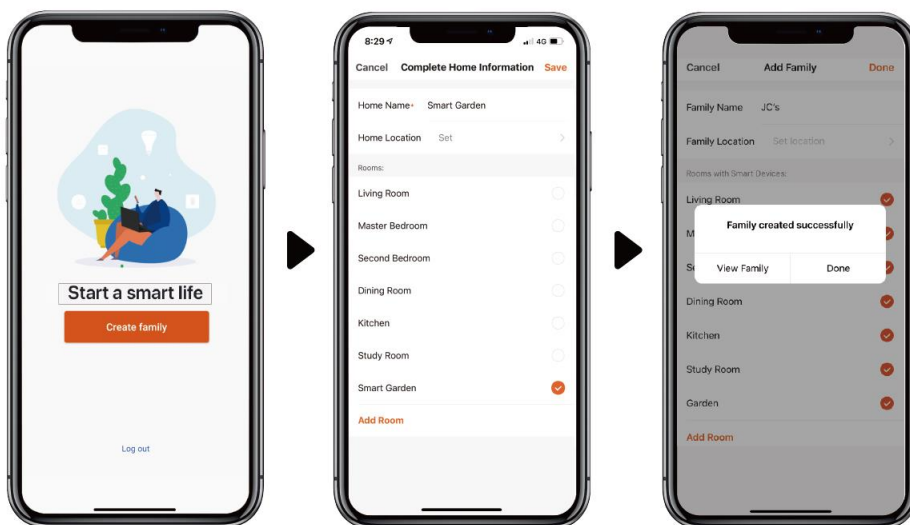 Start a smart life
Create family
Log out
8:29 4G
Cancel Complete Home Information Save
Home Name* Smart Garden
Home Location Set
Rooms:
Living Room
Master Bedroom
Second Bedroom
Dining Room
Kitchen
Study Room
Smart Garden
Add Room
Cancel Add Family Done
Family Name JC's
Family Location Set location
Rooms with Smart Devices:
Living Room
Family created successfully
M
Se
View Family Done
Dining Room
Kitchen
Study Room
Garden
Add Room